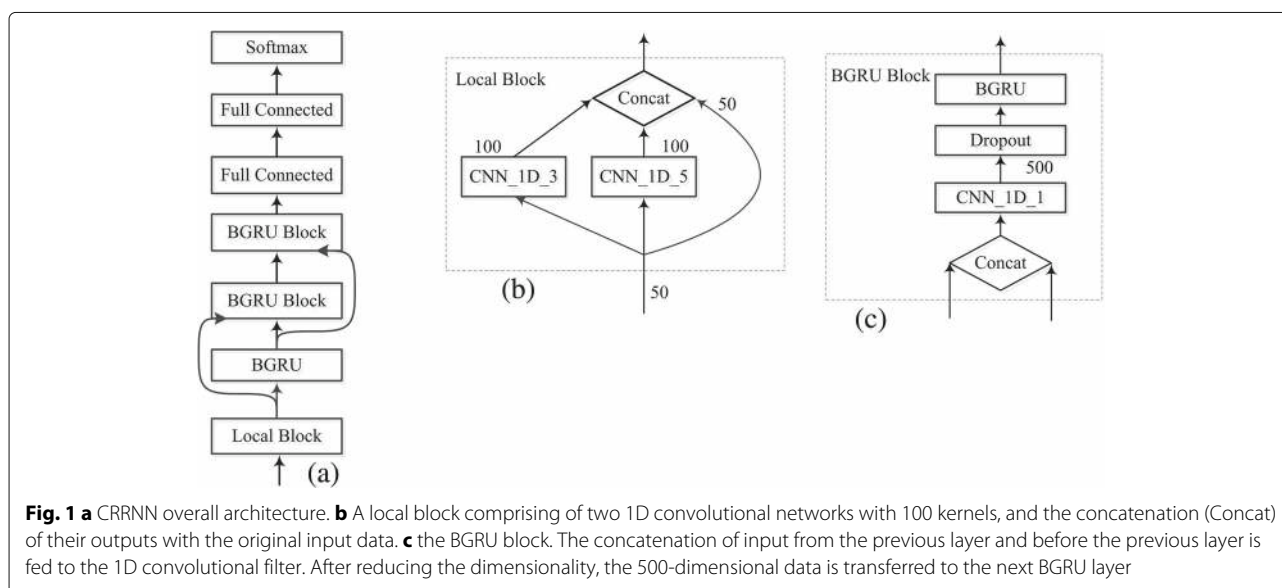 Softmax
Full Connected
Full Connected
BGRU Block
BGRU Block
BGRU
Local Block
(a)
Local Block
Concat
50
100
100
CNN_1D_3
CNN_1D_5
50
(b)
BGRU Block
BGRU
Dropout
500
CNN_1D_1
Concat
(c)
Fig. 1 a CRRNN overall architecture. b A local block comprising of two 1D convolutional networks with 100 kernels, and the concatenation (Concat)
of their outputs with the original input data. c the BGRU block. The concatenation of input from the previous layer and before the previous layer is
fed to the 1D convolutional filter. After reducing the dimensionality, the 500-dimensional data is transferred to the next BGRU layer